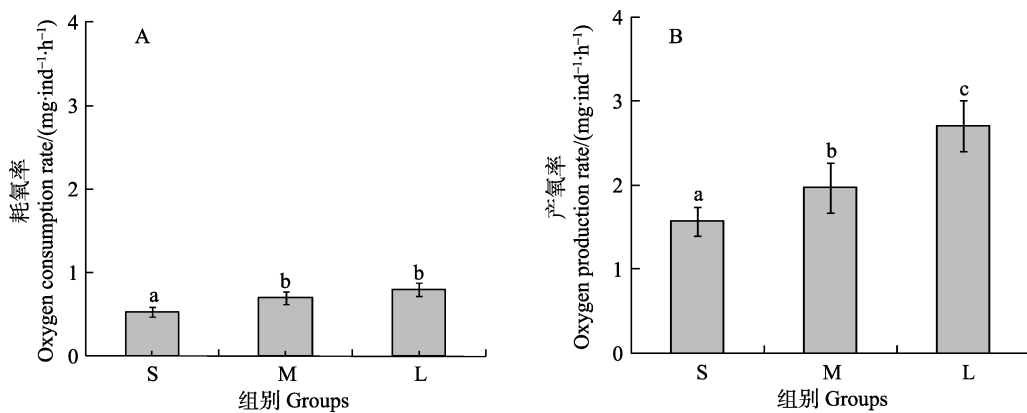 A
耗氧率
Oxygen consumption rate/(mg·ind⁻¹·h⁻¹)
4
3
2
1
0
a
b
b
S
M
L
组别 Groups
B
产氧率
Oxygen production rate/(mg·ind⁻¹·h⁻¹)
4
3
2
1
0
a
b
c
S
M
L
组别 Groups